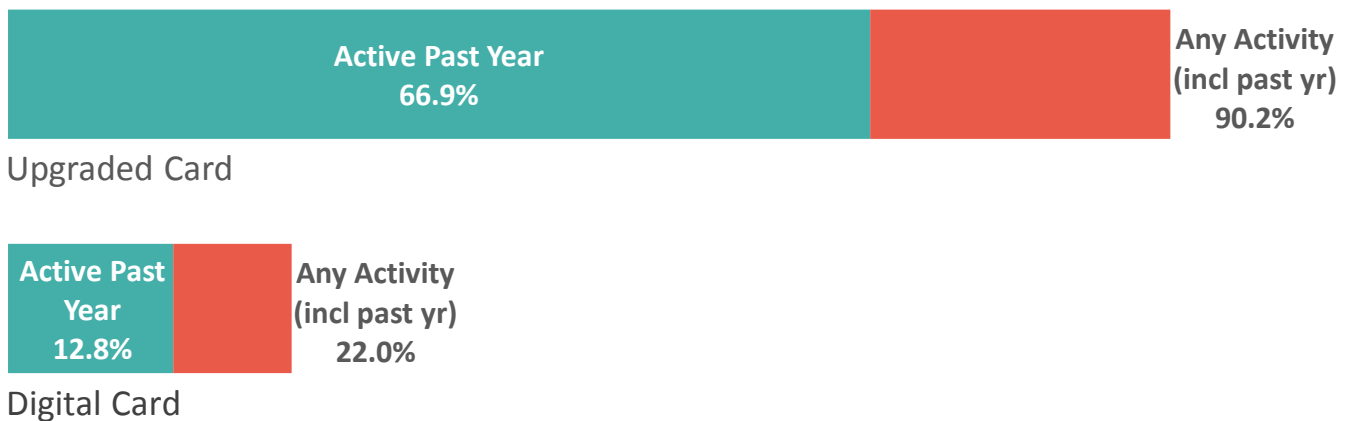 Active Past Year
66.9%
Any Activity
(incl past yr)
90.2%
Upgraded Card
Active Past
Year
12.8%
Any Activity
(incl past yr)
22.0%
Digital Card